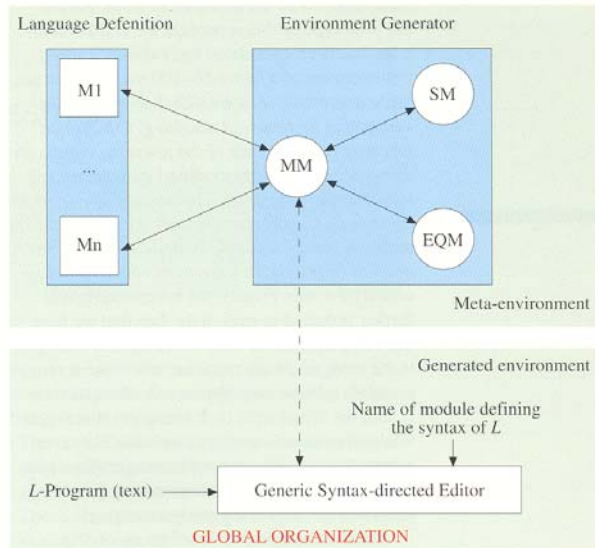 Language Defenition
Environment Generator
M1
SM
MM
...
Mn
EQM
Meta-environment
Generated environment
Name of module defining
the syntax of L
L-Program (text)
Generic Syntax-directed Editor
GLOBAL ORGANIZATION